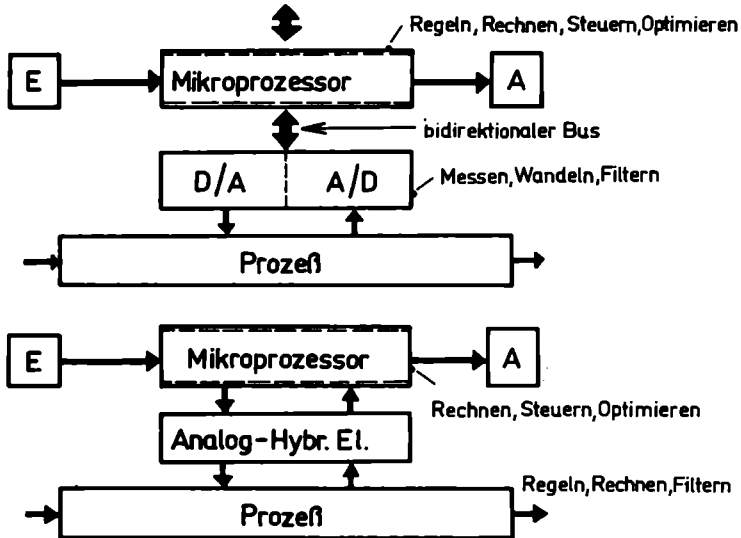 Regeln, Rechnen, Steuern, Optimieren
E
Mikroprozessor
A
bidirektionaler Bus
D/A
A/D
Messen, Wandeln, Filtern
Prozeß
E
Mikroprozessor
A
Rechnen, Steuern, Optimieren
Analog-Hybr. El.
Regeln, Rechnen, Filtern
Prozeß